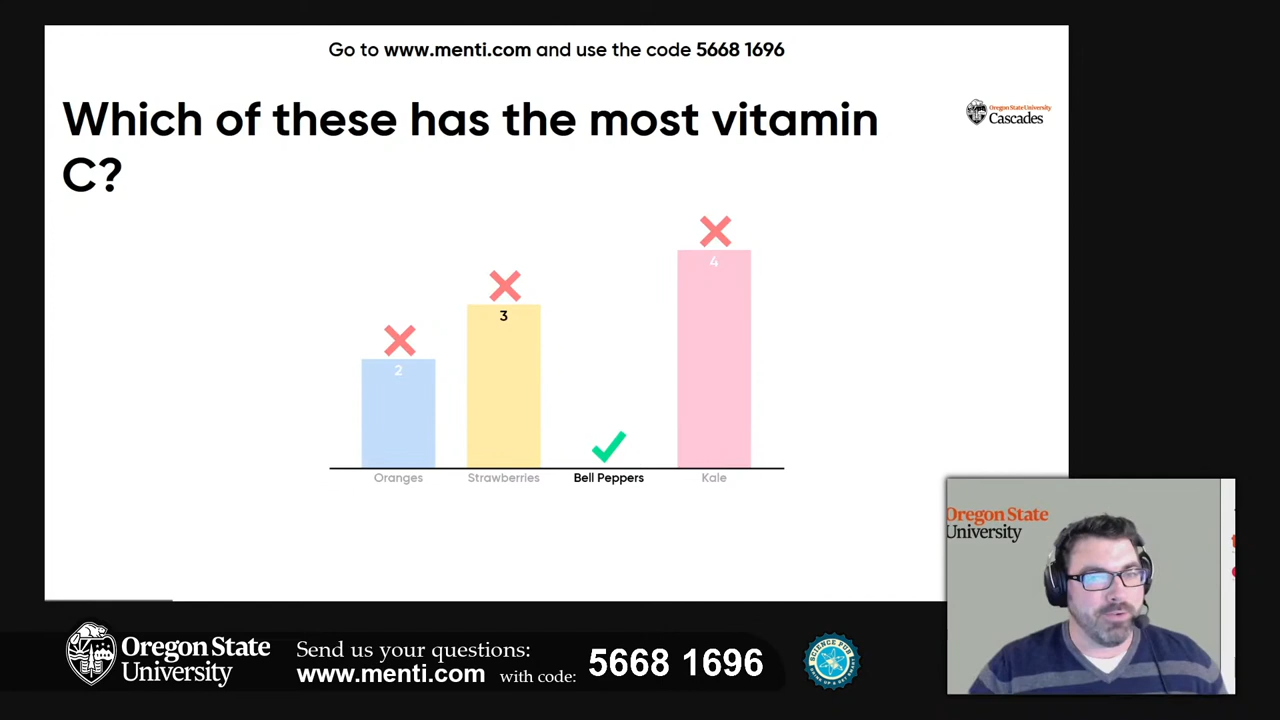 Go to www.menti.com and use the code 5668 1696
Which of these has the most vitamin
C?
Oregon State University
Cascades
2
3
4
Oranges
Strawberries
Bell Peppers
Kale
Oregon State
University
Oregon State
University
Send us your questions:
www.menti.com with code:
5668 1696
SCIENCE PUB